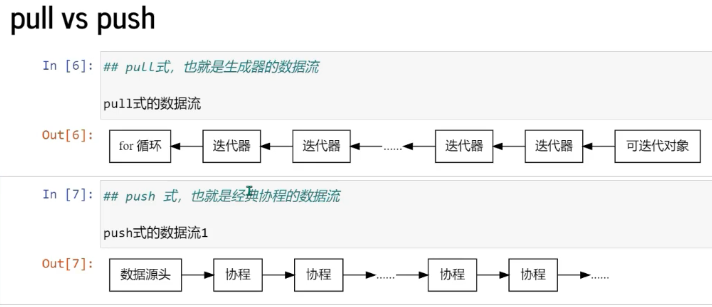 pull vs push
In [6]: ## pull式，也就是生成器的数据流
pull式的数据流
Out[6]:
for 循环 迭代器 迭代器 ...... 迭代器 迭代器 可迭代对象
In [7]: ## push 式，也就是经典协程的数据流
push式的数据流1
Out[7]:
数据源头 协程 协程 ...... 协程 协程 ......